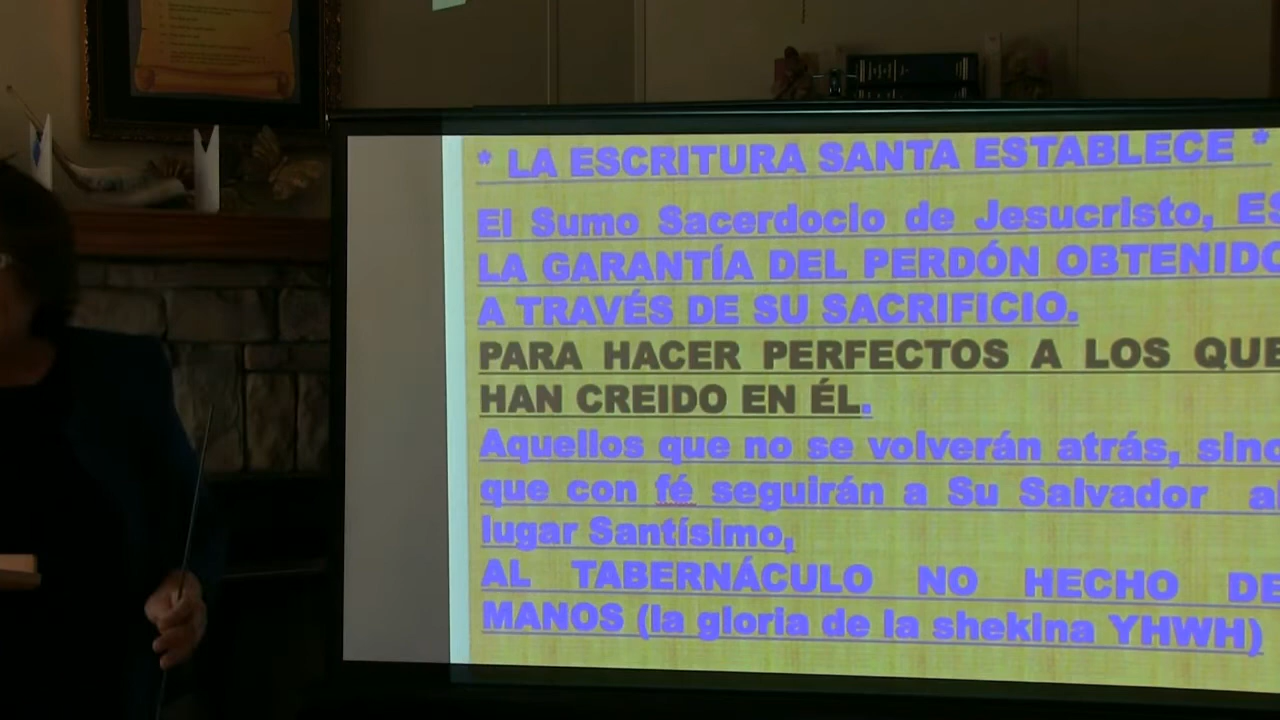 * LA ESCRITURA SANTA ESTABLECE *
El Sumo Sacerdocio de Jesucristo, ES
LA GARANTÍA DEL PERDÓN OBTENIDO
A TRAVÉS DE SU SACRIFICIO.
PARA HACER PERFECTOS A LOS QUE
HAN CREIDO EN ÉL.
Aquellos que no se volverán atrás, sino
que con fé seguirán a Su Salvador al
lugar Santísimo,
AL TABERNÁCULO NO HECHO DE
MANOS (la gloria de la shekina YHWH)